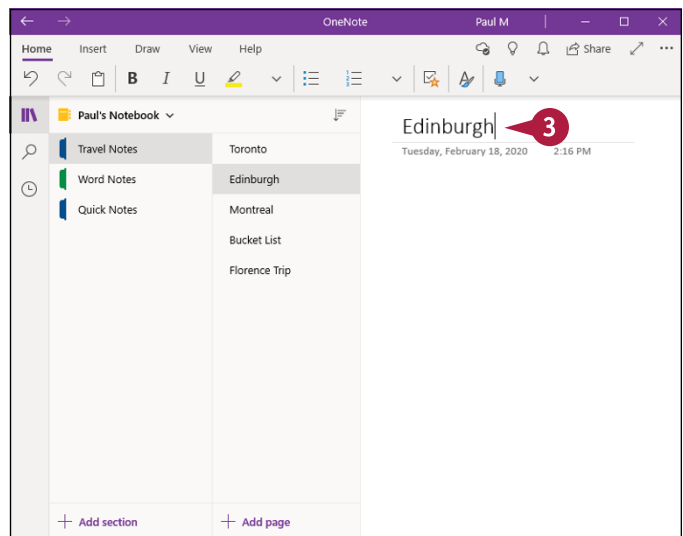 OneNote Paul M
Home Insert Draw View Help Share
B I U
Paul's Notebook
Travel Notes
Word Notes
Quick Notes
Toronto
Edinburgh
Montreal
Bucket List
Florence Trip
Edinburgh 3
Tuesday, February 18, 2020 2:16 PM
+ Add section
+ Add page